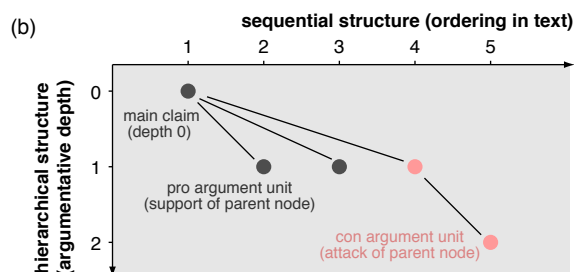 (b)
sequential structure (ordering in text)
1 2 3 4 5
hierarchical structure
(argumentative depth)
0
main claim
(depth 0)
1
pro argument unit
(support of parent node)
con argument unit
(attack of parent node)
2